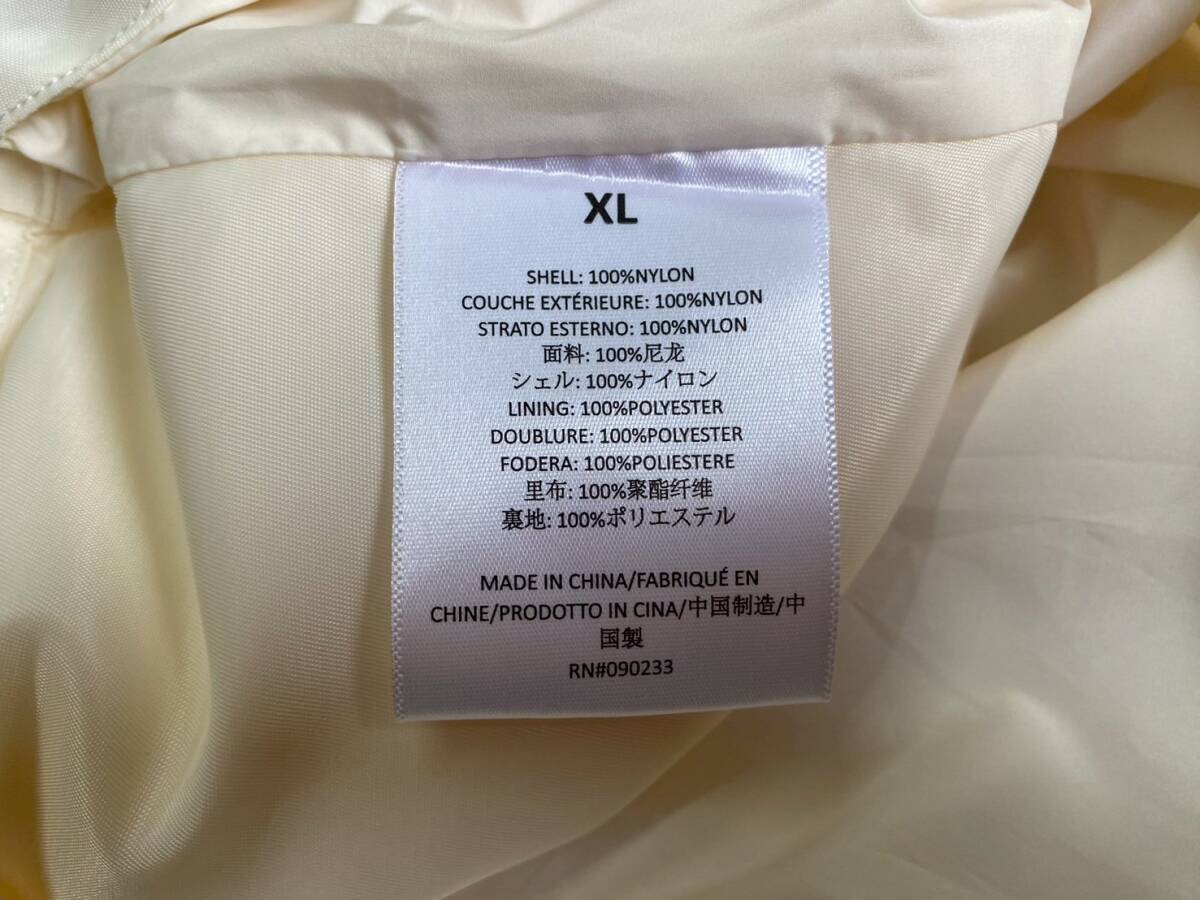 XL
SHELL: 100%NYLON
COUCHE EXTÉRIEURE: 100%NYLON
STRATO ESTERNO: 100%NYLON
面料: 100%尼龙
シェル: 100%ナイロン
LINING: 100%POLYESTER
DOUBLURE: 100%POLYESTER
FODERA: 100%POLIESTERE
里布: 100%聚酯纤维
裏地: 100%ポリエステル
MADE IN CHINA/FABRIQUÉ EN
CHINE/PRODOTTO IN CINA/中国制造/中
国製
RN#090233